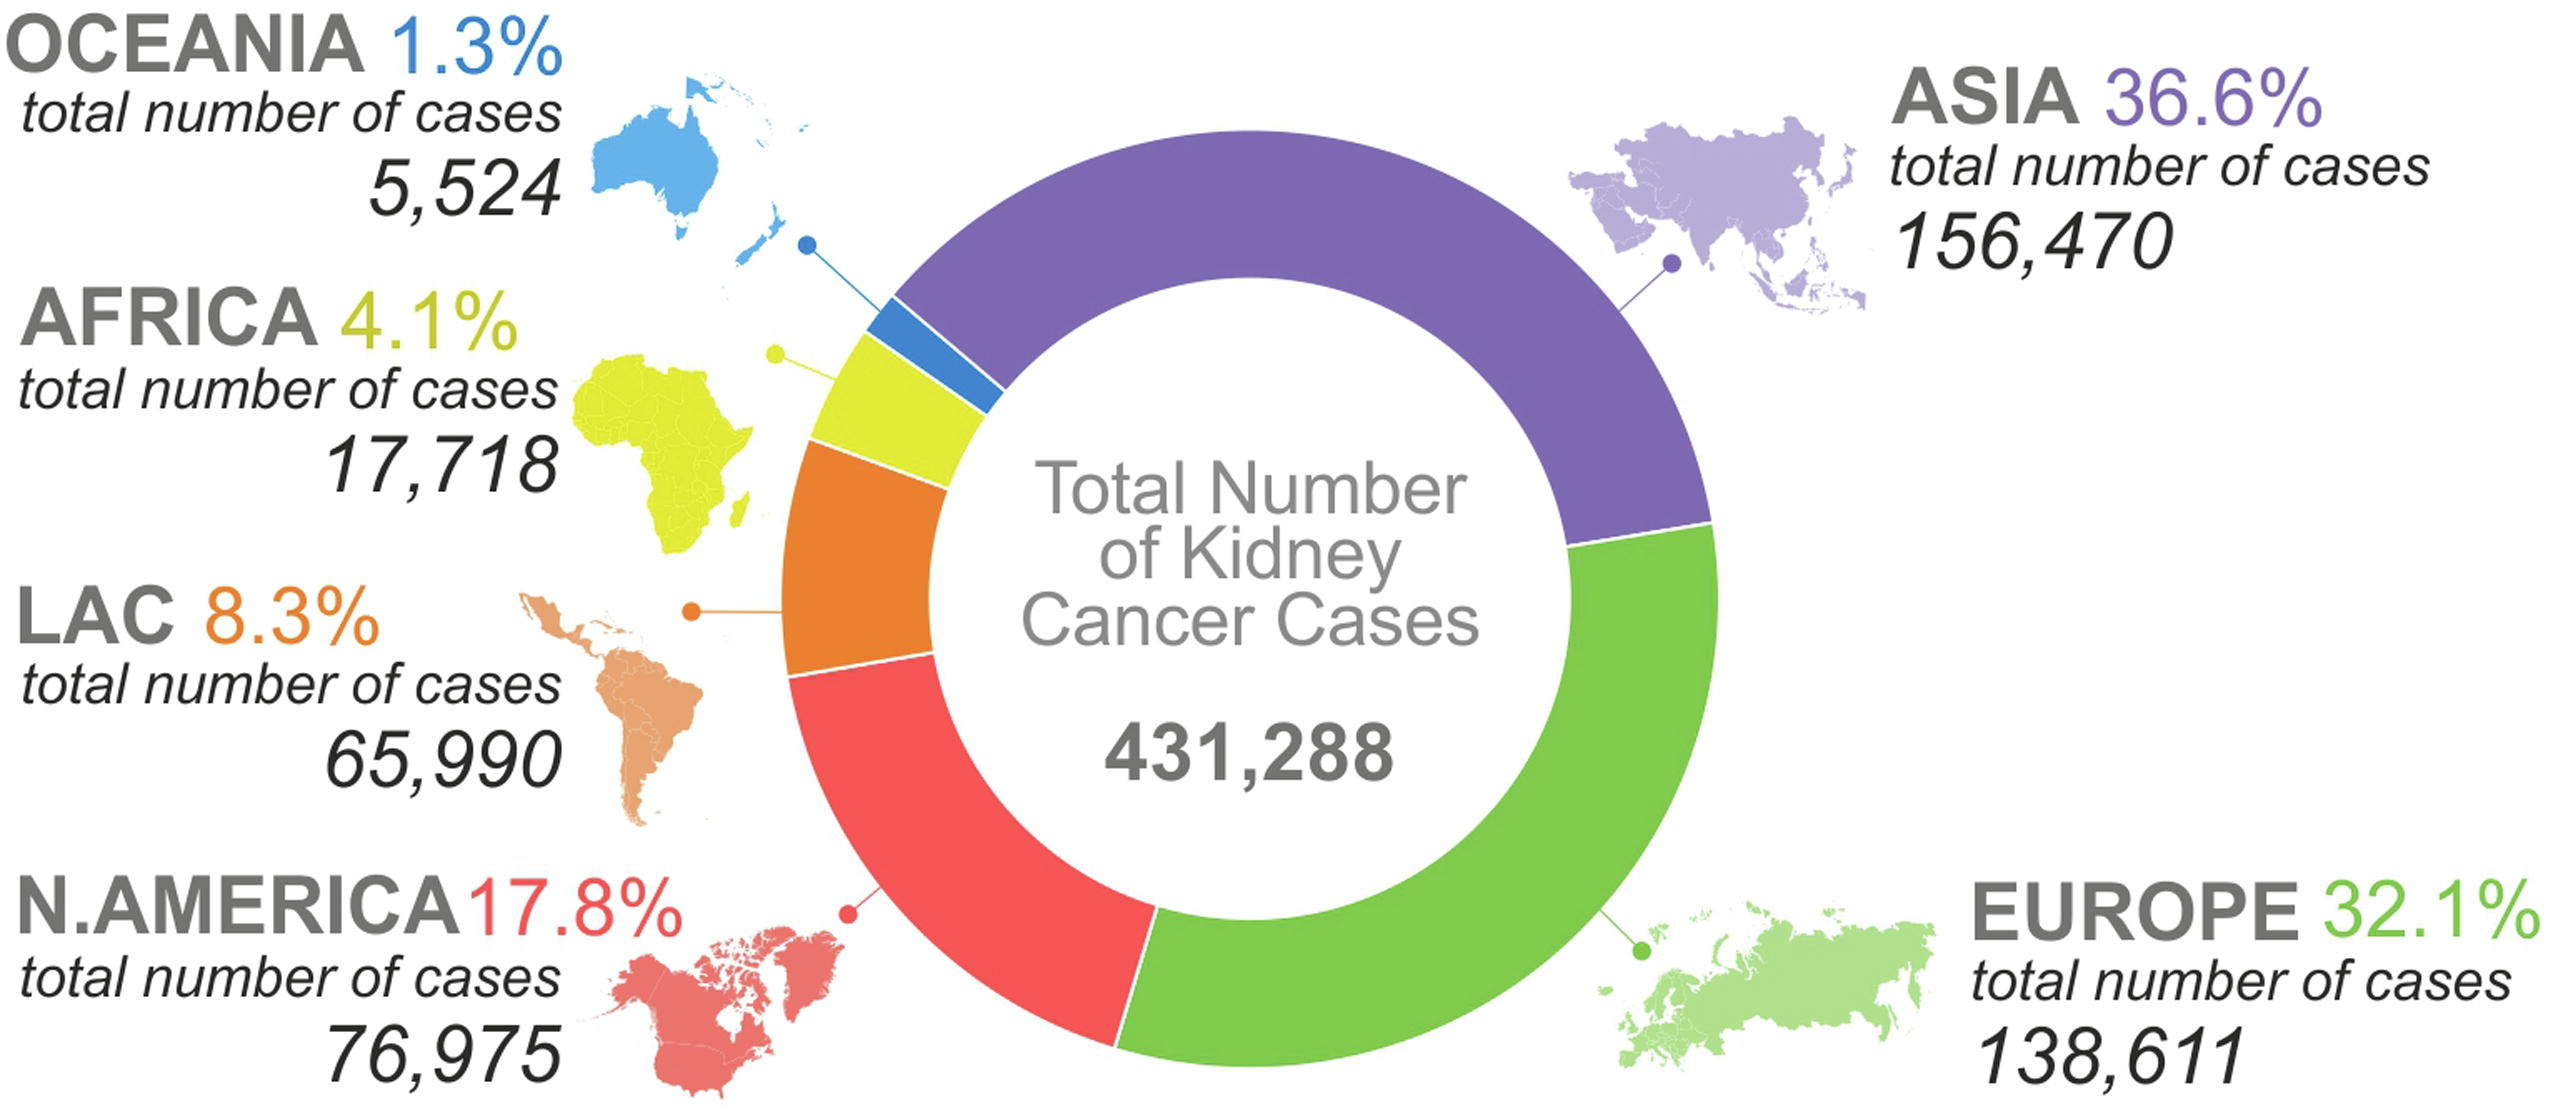 OCEANIA 1.3%
total number of cases
5,524
AFRICA 4.1%
total number of cases
17,718
LAC 8.3%
total number of cases
65,990
N.AMERICA 17.8%
total number of cases
76,975
Total Number
of Kidney
Cancer Cases
431,288
ASIA 36.6%
total number of cases
156,470
EUROPE 32.1%
total number of cases
138,611